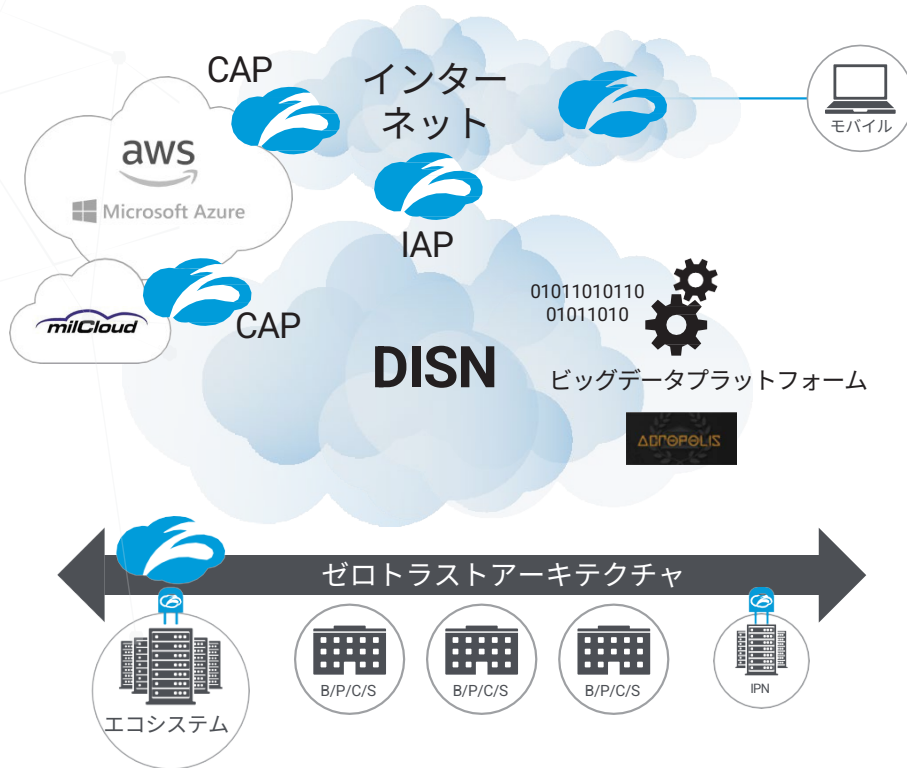 CAP
インター
ネット
モバイル
aws
Microsoft Azure
IAP
milCloud
CAP
01011010110
01011010
DISN
ビッグデータプラットフォーム
ACROPOLIS
ゼロトラストアーキテクチャ
B/P/C/S
B/P/C/S
B/P/C/S
IPN
エコシステム